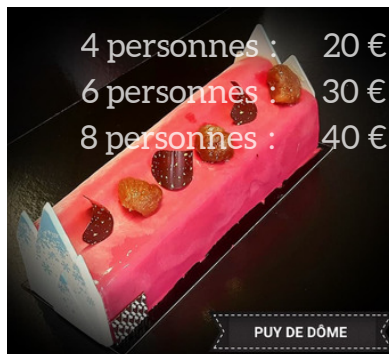 4 personnes : 20 €
6 personnes : 30 €
8 personnes : 40 €
PUY DE DÔME